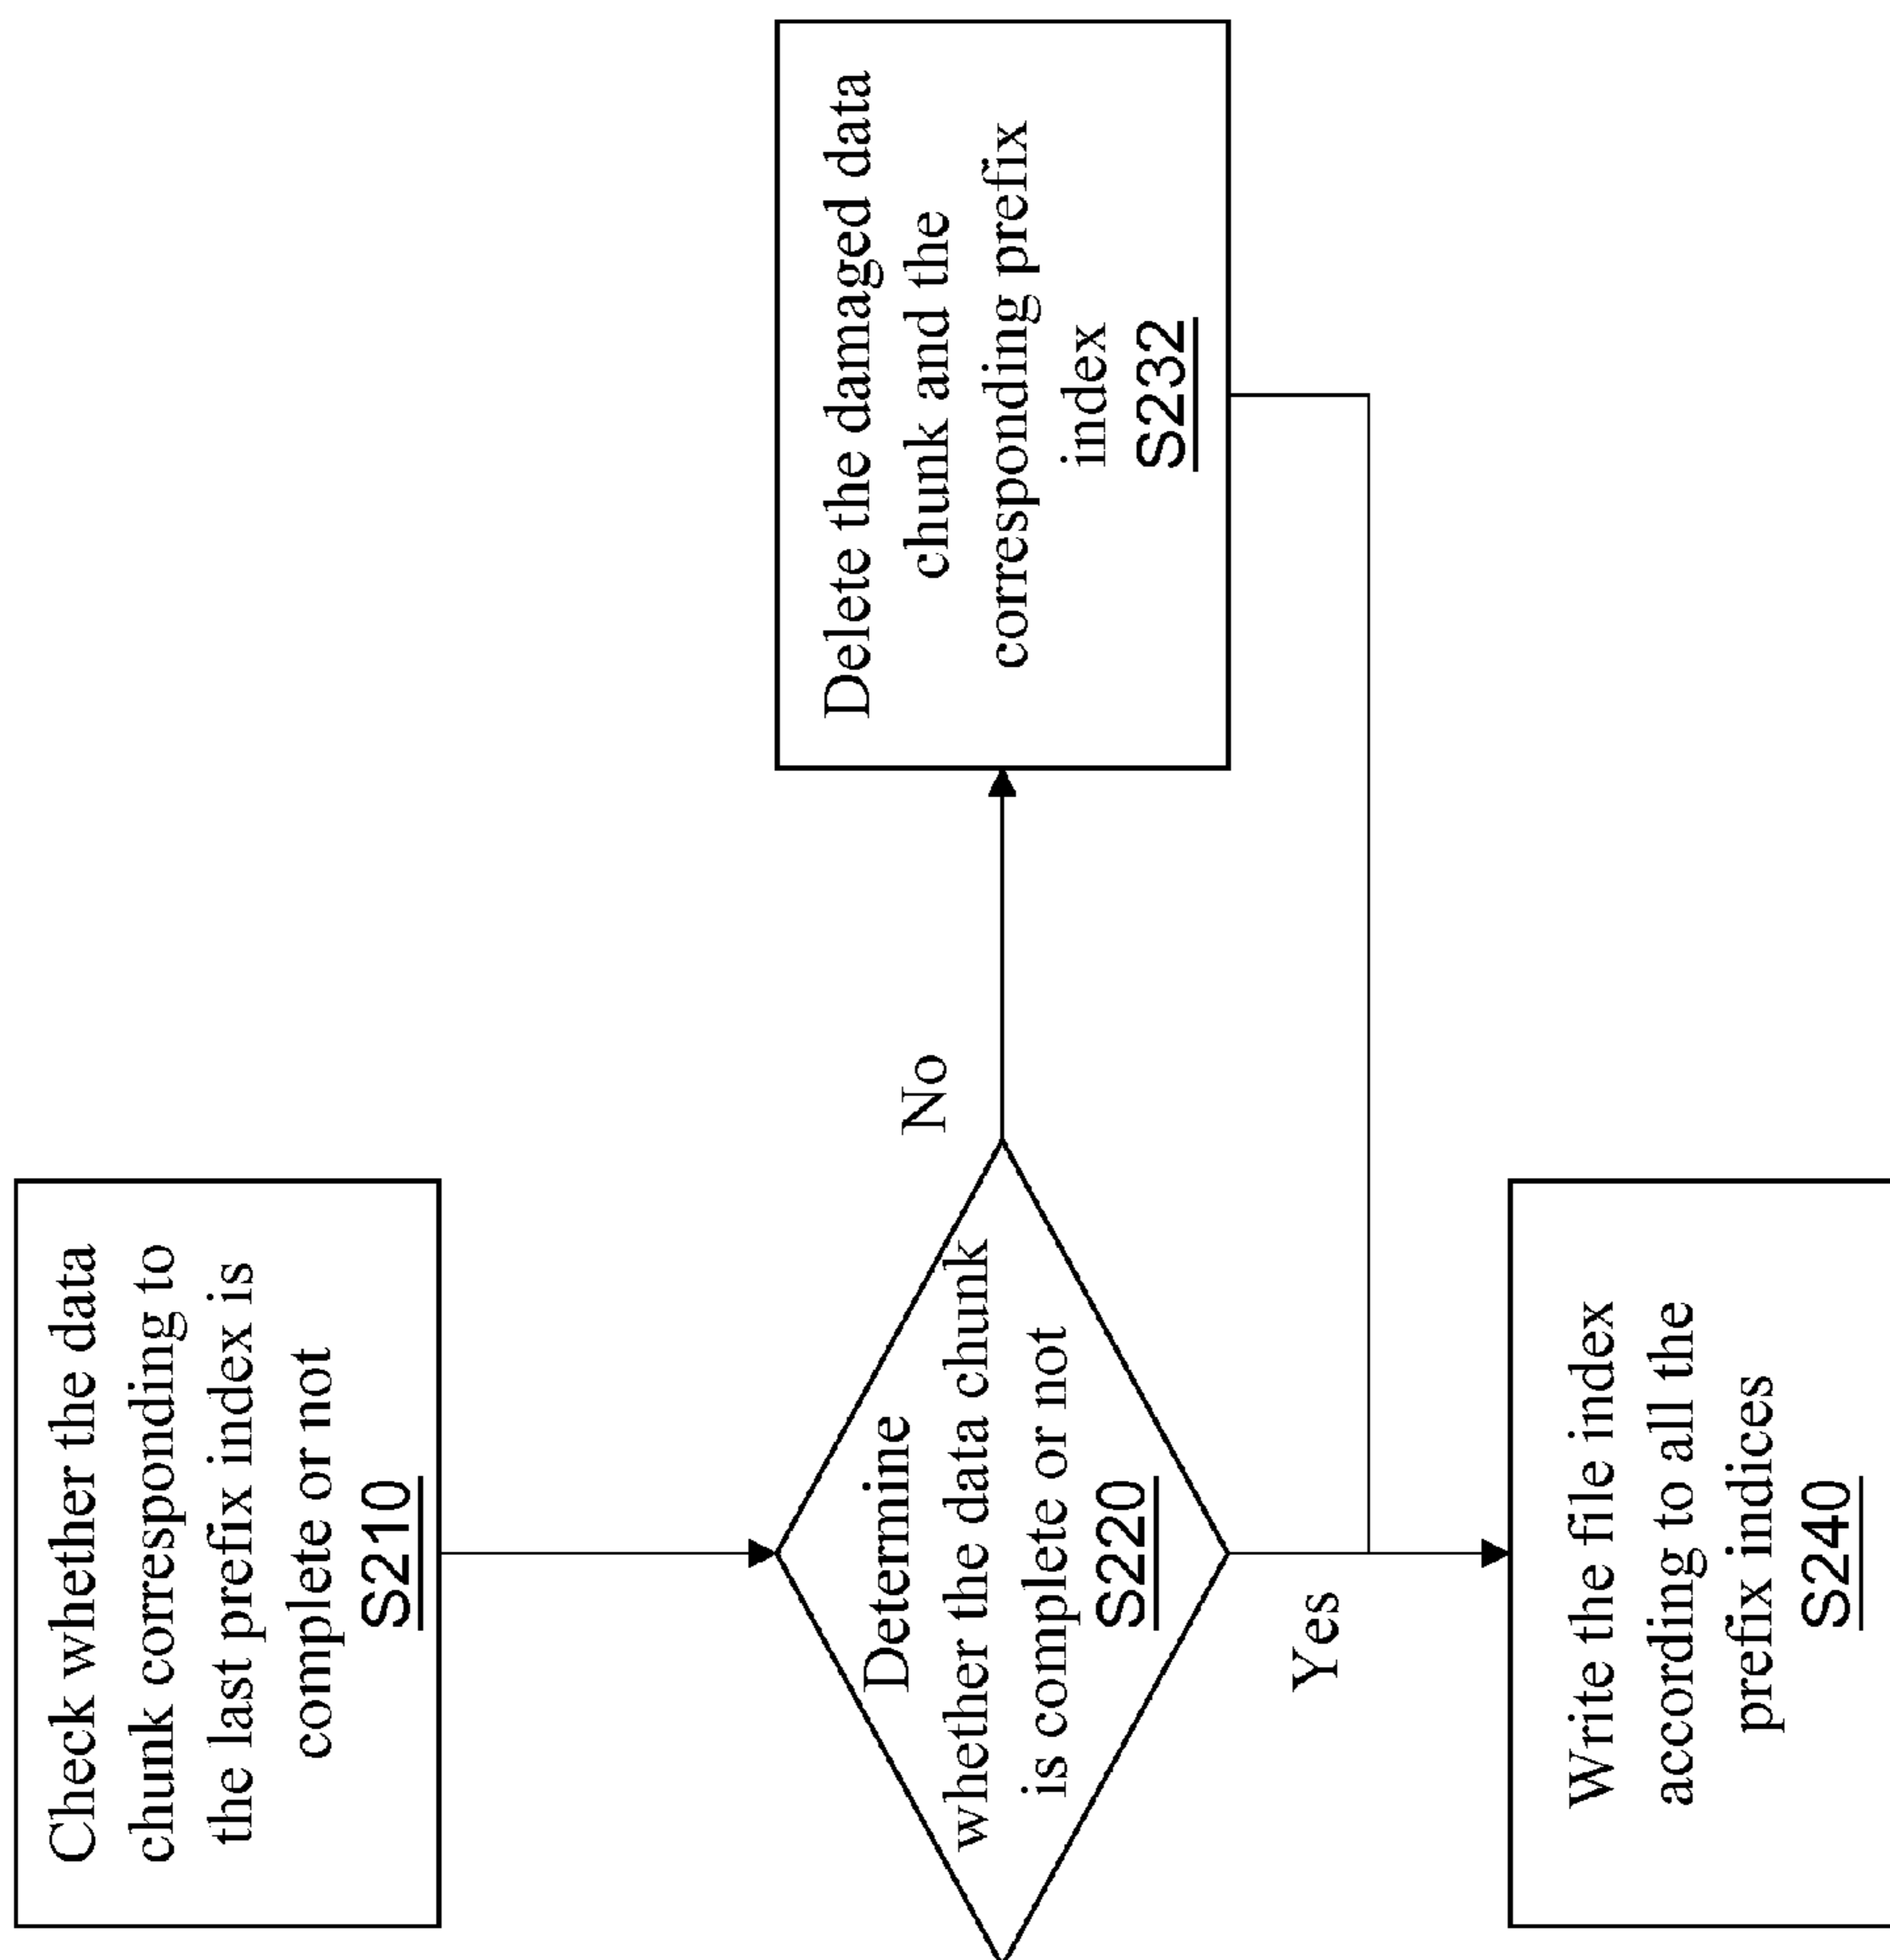 Check whether the data
chunk corresponding to
the last prefix index is
complete or not
S210
Determine
whether the data chunk
is complete or not
S220
No
Delete the damaged data
chunk and the
corresponding prefix
index
S232
Yes
Write the file index
according to all the
prefix indices
S240